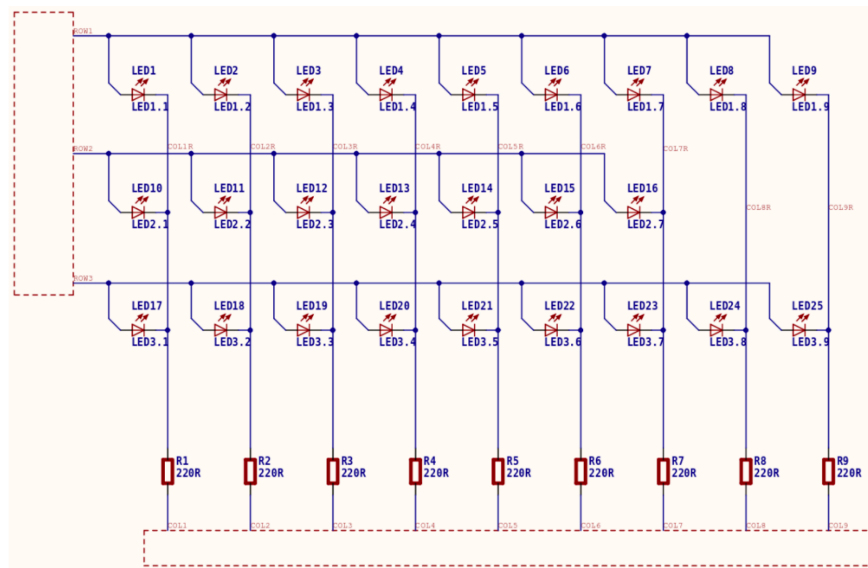 ROW1
LED1 LED2 LED3 LED4 LED5 LED6 LED7 LED8 LED9
LED1.1 LED1.2 LED1.3 LED1.4 LED1.5 LED1.6 LED1.7 LED1.8 LED1.9
ROW2 COL1R COL2R COL3R COL4R COL5R COL6R COL7R
LED10 LED11 LED12 LED13 LED14 LED15 LED16
COL8R COL9R
LED2.1 LED2.2 LED2.3 LED2.4 LED2.5 LED2.6 LED2.7
ROW3
LED17 LED18 LED19 LED20 LED21 LED22 LED23 LED24 LED25
LED3.1 LED3.2 LED3.3 LED3.4 LED3.5 LED3.6 LED3.7 LED3.8 LED3.9
R1 R2 R3 R4 R5 R6 R7 R8 R9
220R 220R 220R 220R 220R 220R 220R 220R 220R
COL1 COL2 COL3 COL4 COL5 COL6 COL7 COL8 COL9